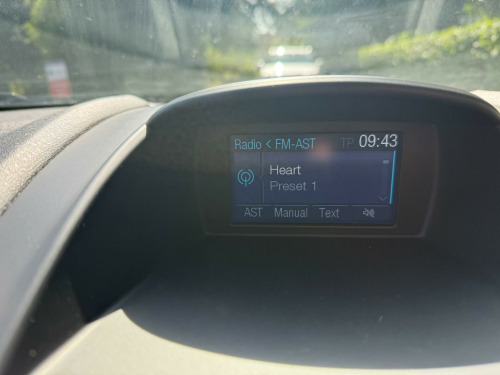 Radio < FM-AST TP 09:43
Heart
Preset 1
AST Manual Text